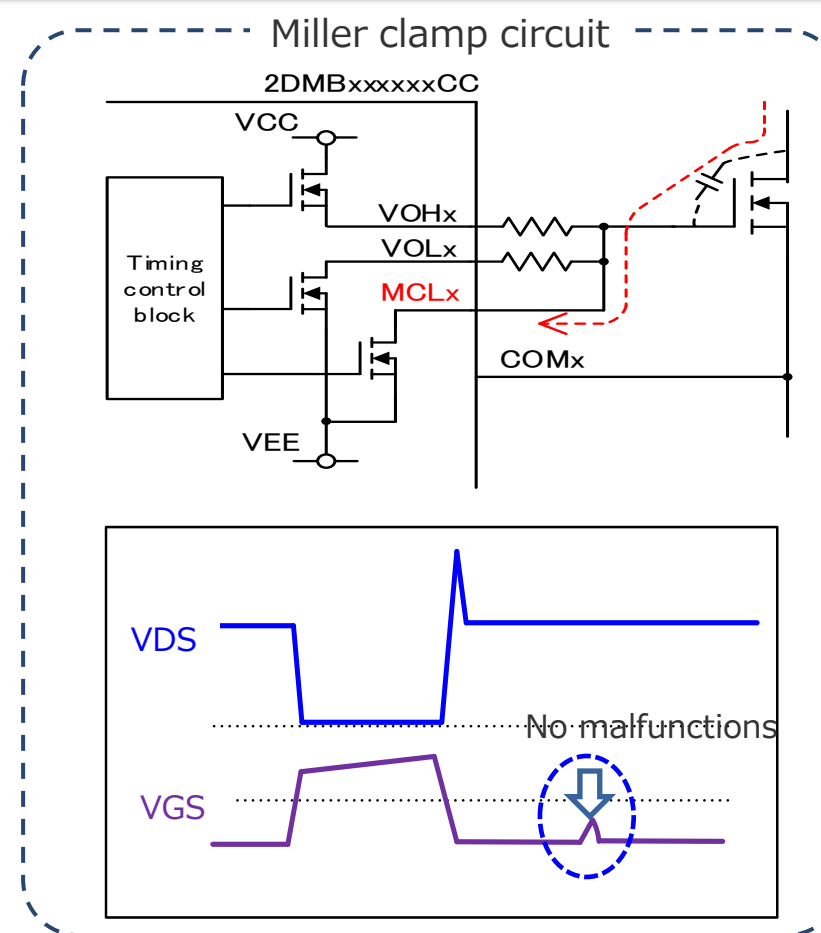 Miller clamp circuit
2DMBxxxxxxCC
VCC
VOHx
VOLx
MCLx
Timing
control
block
COMx
VEE
VDS
No malfunctions
VGS